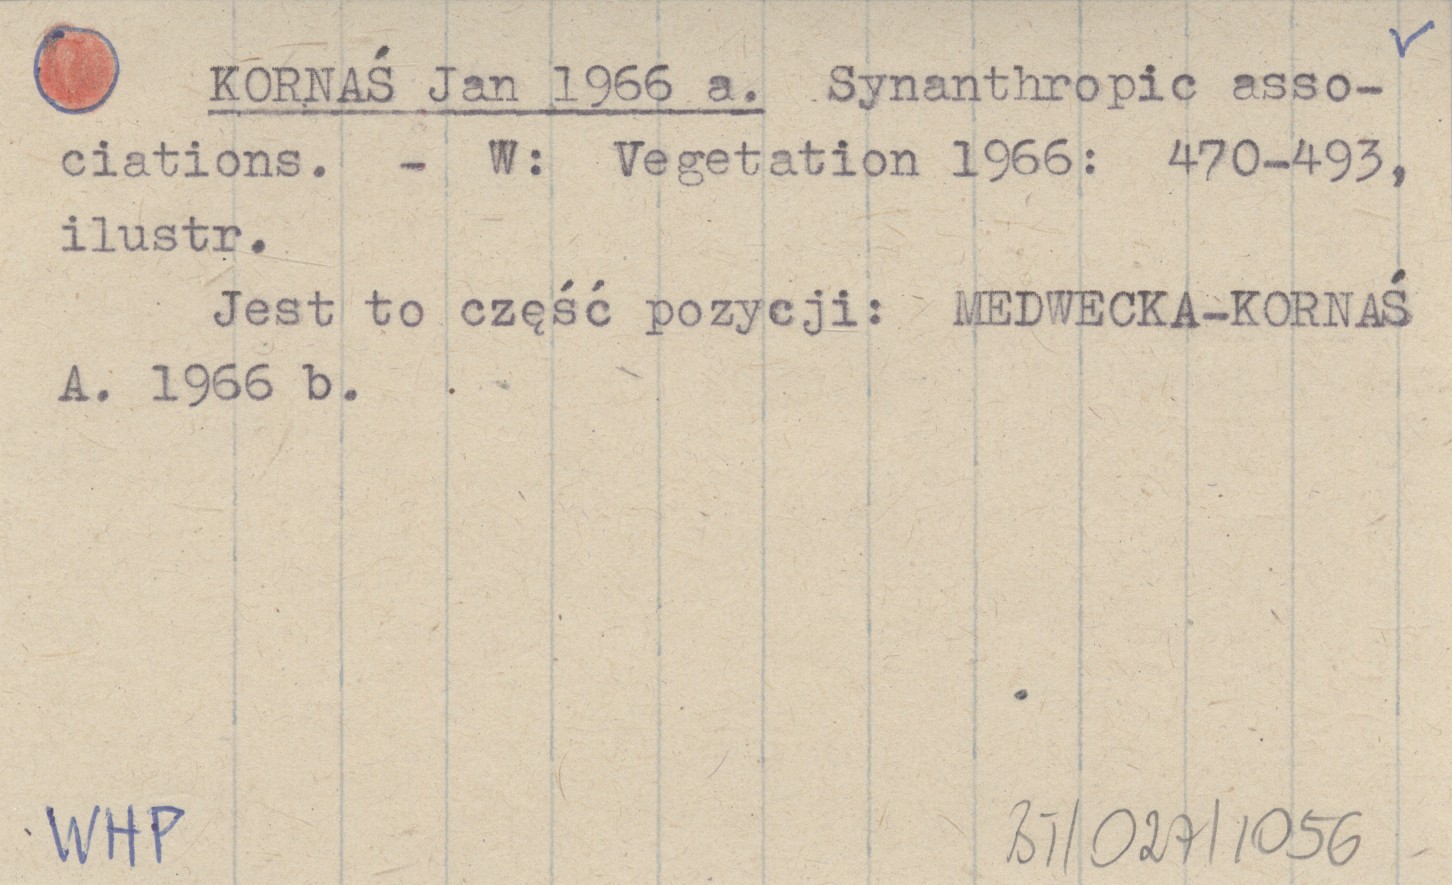 KORNAŚ Jan 1966 a. Synanthropic asso-
ciations. - W: Vegetation 1966: 470-493,
ilustr.
Jest to część pozycji: MEDWECKA-KORNAŚ
A. 1966 b.
WHP
BT/027/1056